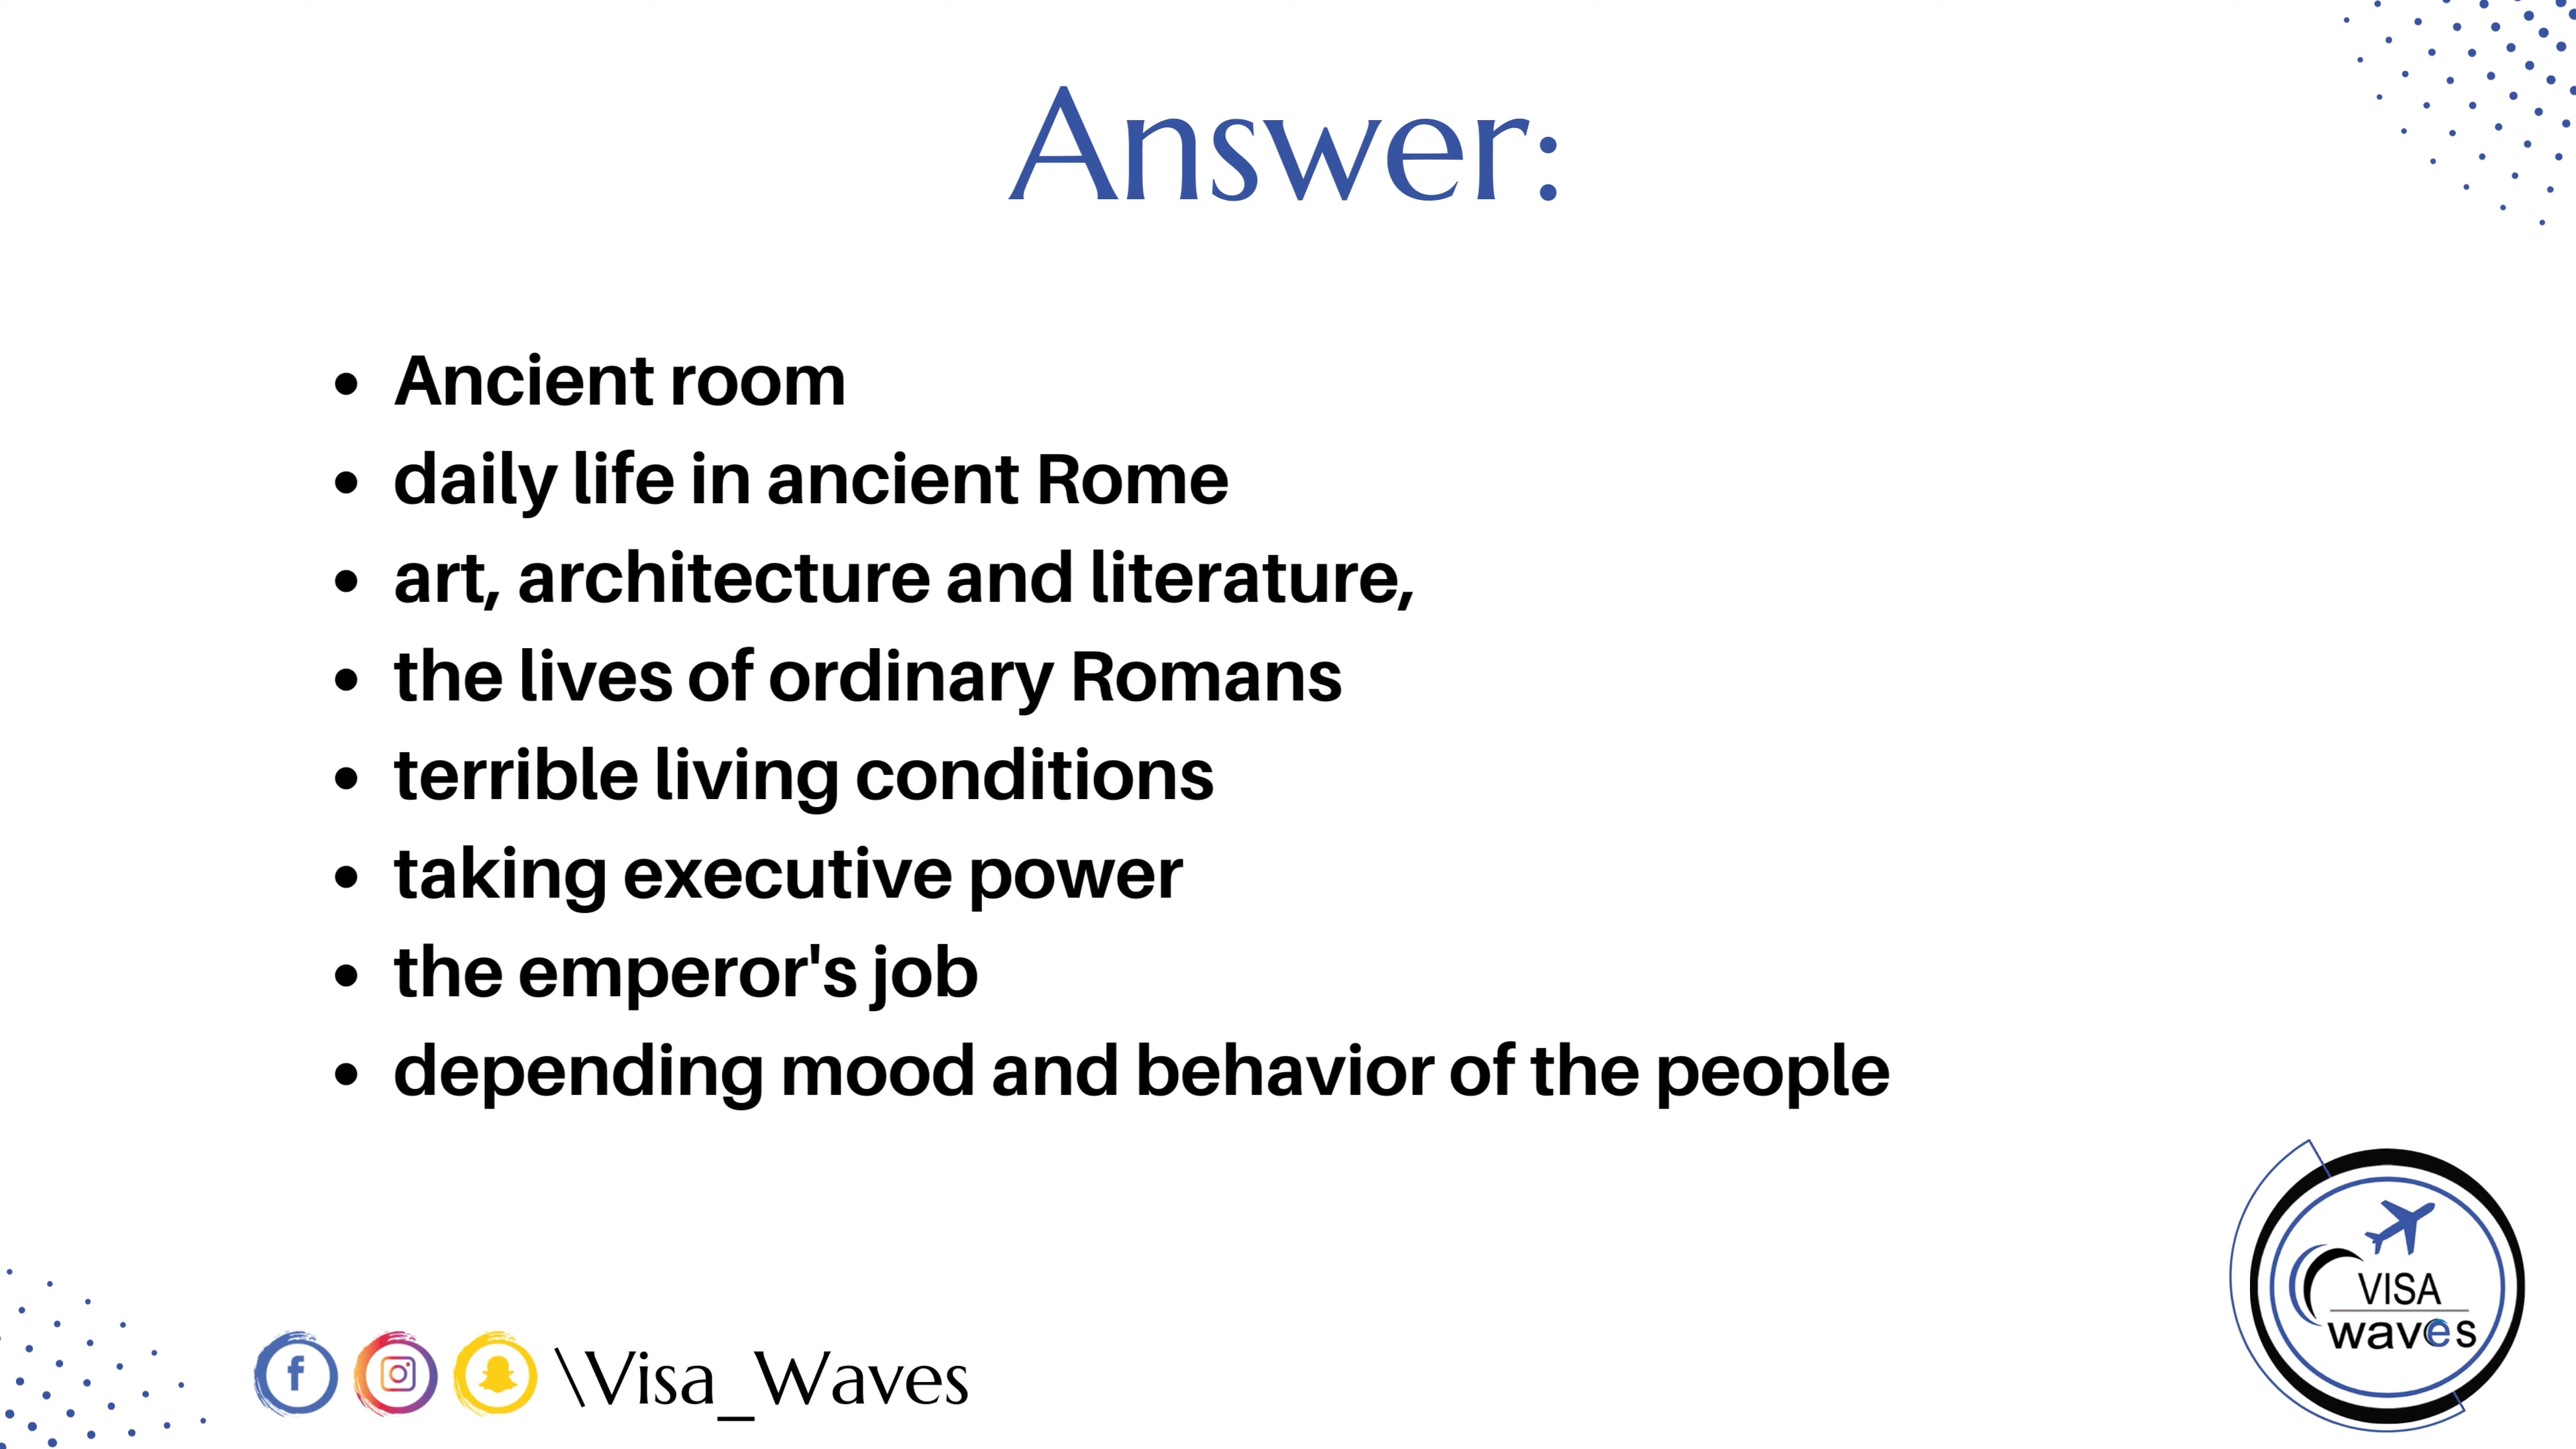 Answer:
• Ancient room
• daily life in ancient Rome
• art, architecture and literature,
• the lives of ordinary Romans
• terrible living conditions
• taking executive power
• the emperor's job
• depending mood and behavior of the people
VISA
waves
\Visa_Waves